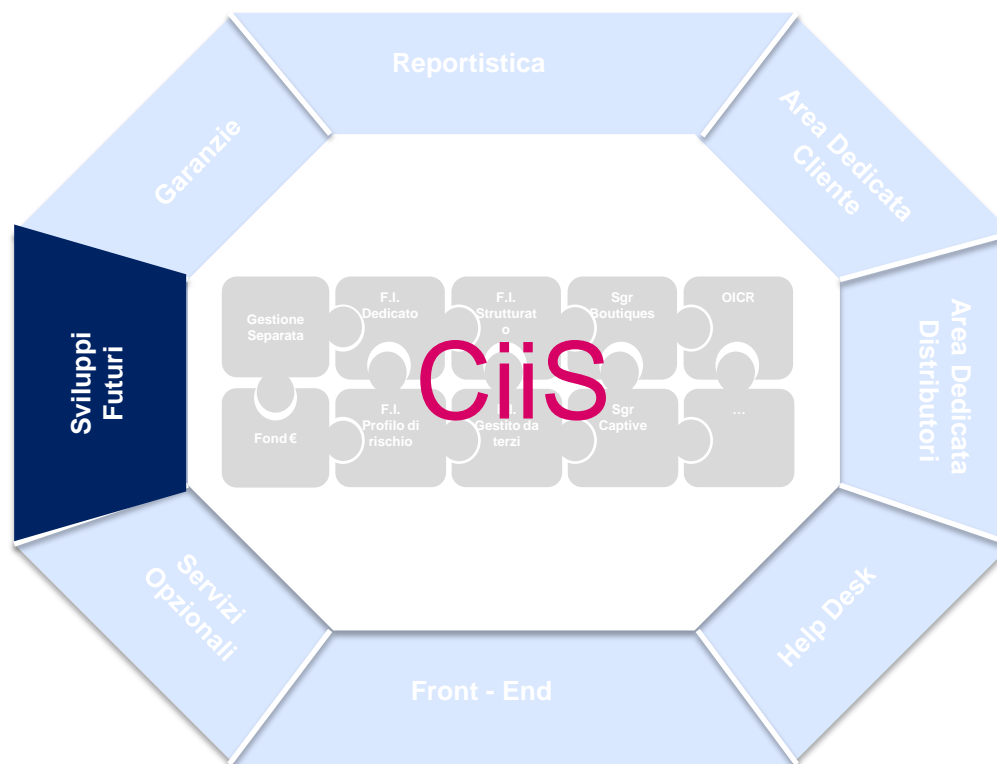 Reportistica
Garanzie
Area Dedicata
Cliente
Sviluppi
Futuri
Area Dedicata
Distributori
Gestione
Separata
F.I.
Dedicato
F.I.
Strutturat
o
Sgr
Boutiques
OICR
CiiS
Fond €
F.I.
Profilo di
rischio
F.I.
Gestito da
terzi
Sgr
Captive
...
Servizi
Opzionali
Help Desk
Front - End